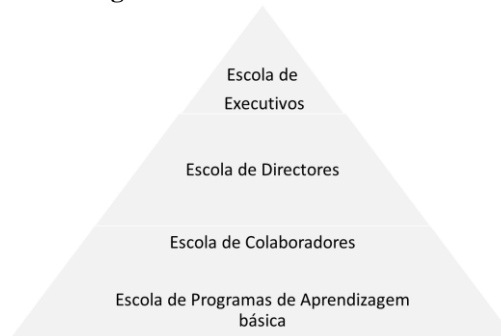 Escola de
Executivos
Escola de Directores
Escola de Colaboradores
Escola de Programas de Aprendizagem
básica